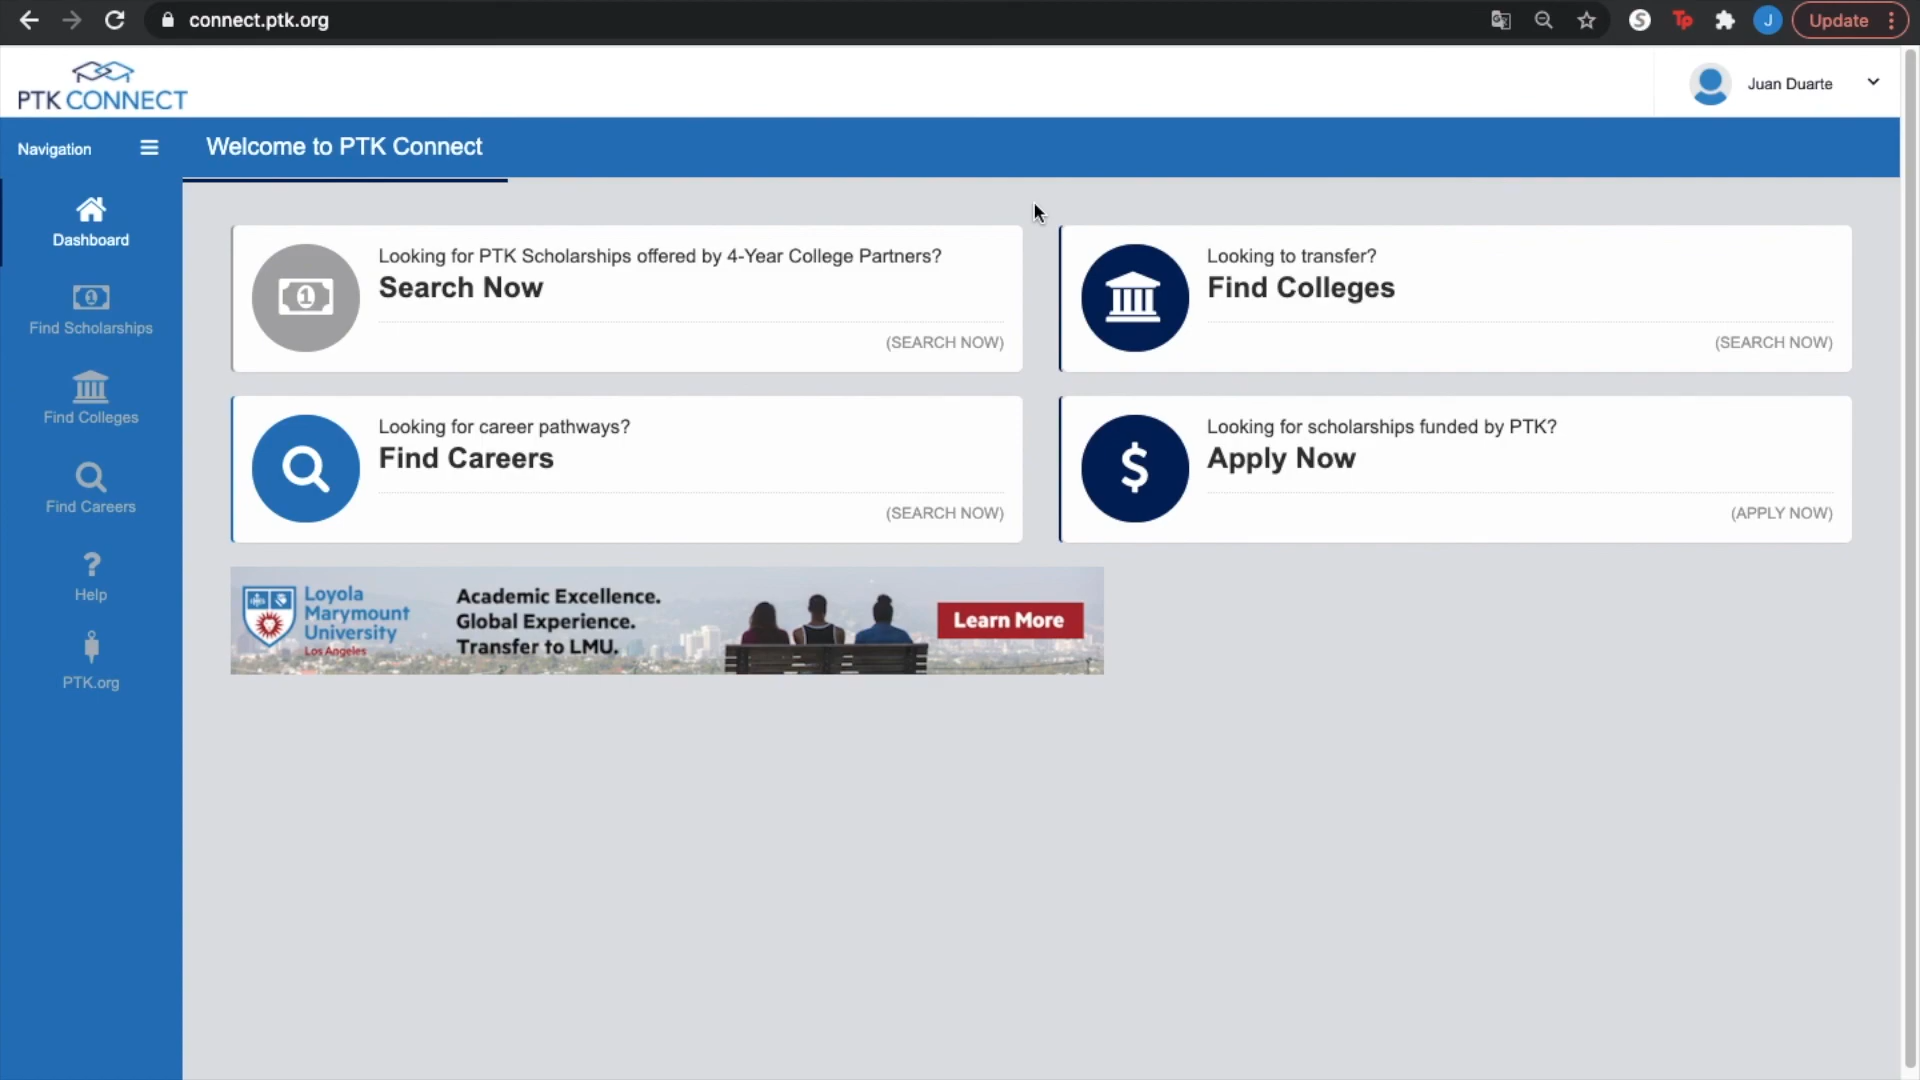 connect.ptk.org
S
Tp
J
Update
PTK CONNECT
Juan Duarte
Navigation
Welcome to PTK Connect
Dashboard
Find Scholarships
Find Colleges
Find Careers
?
Help
PTK.org
1
Looking for PTK Scholarships offered by 4-Year College Partners?
Search Now
(SEARCH NOW)
Looking to transfer?
Find Colleges
(SEARCH NOW)
Looking for career pathways?
Find Careers
(SEARCH NOW)
$
Looking for scholarships funded by PTK?
Apply Now
(APPLY NOW)
Loyola
Marymount
University
Los Angeles
Academic Excellence.
Global Experience.
Transfer to LMU.
Learn More